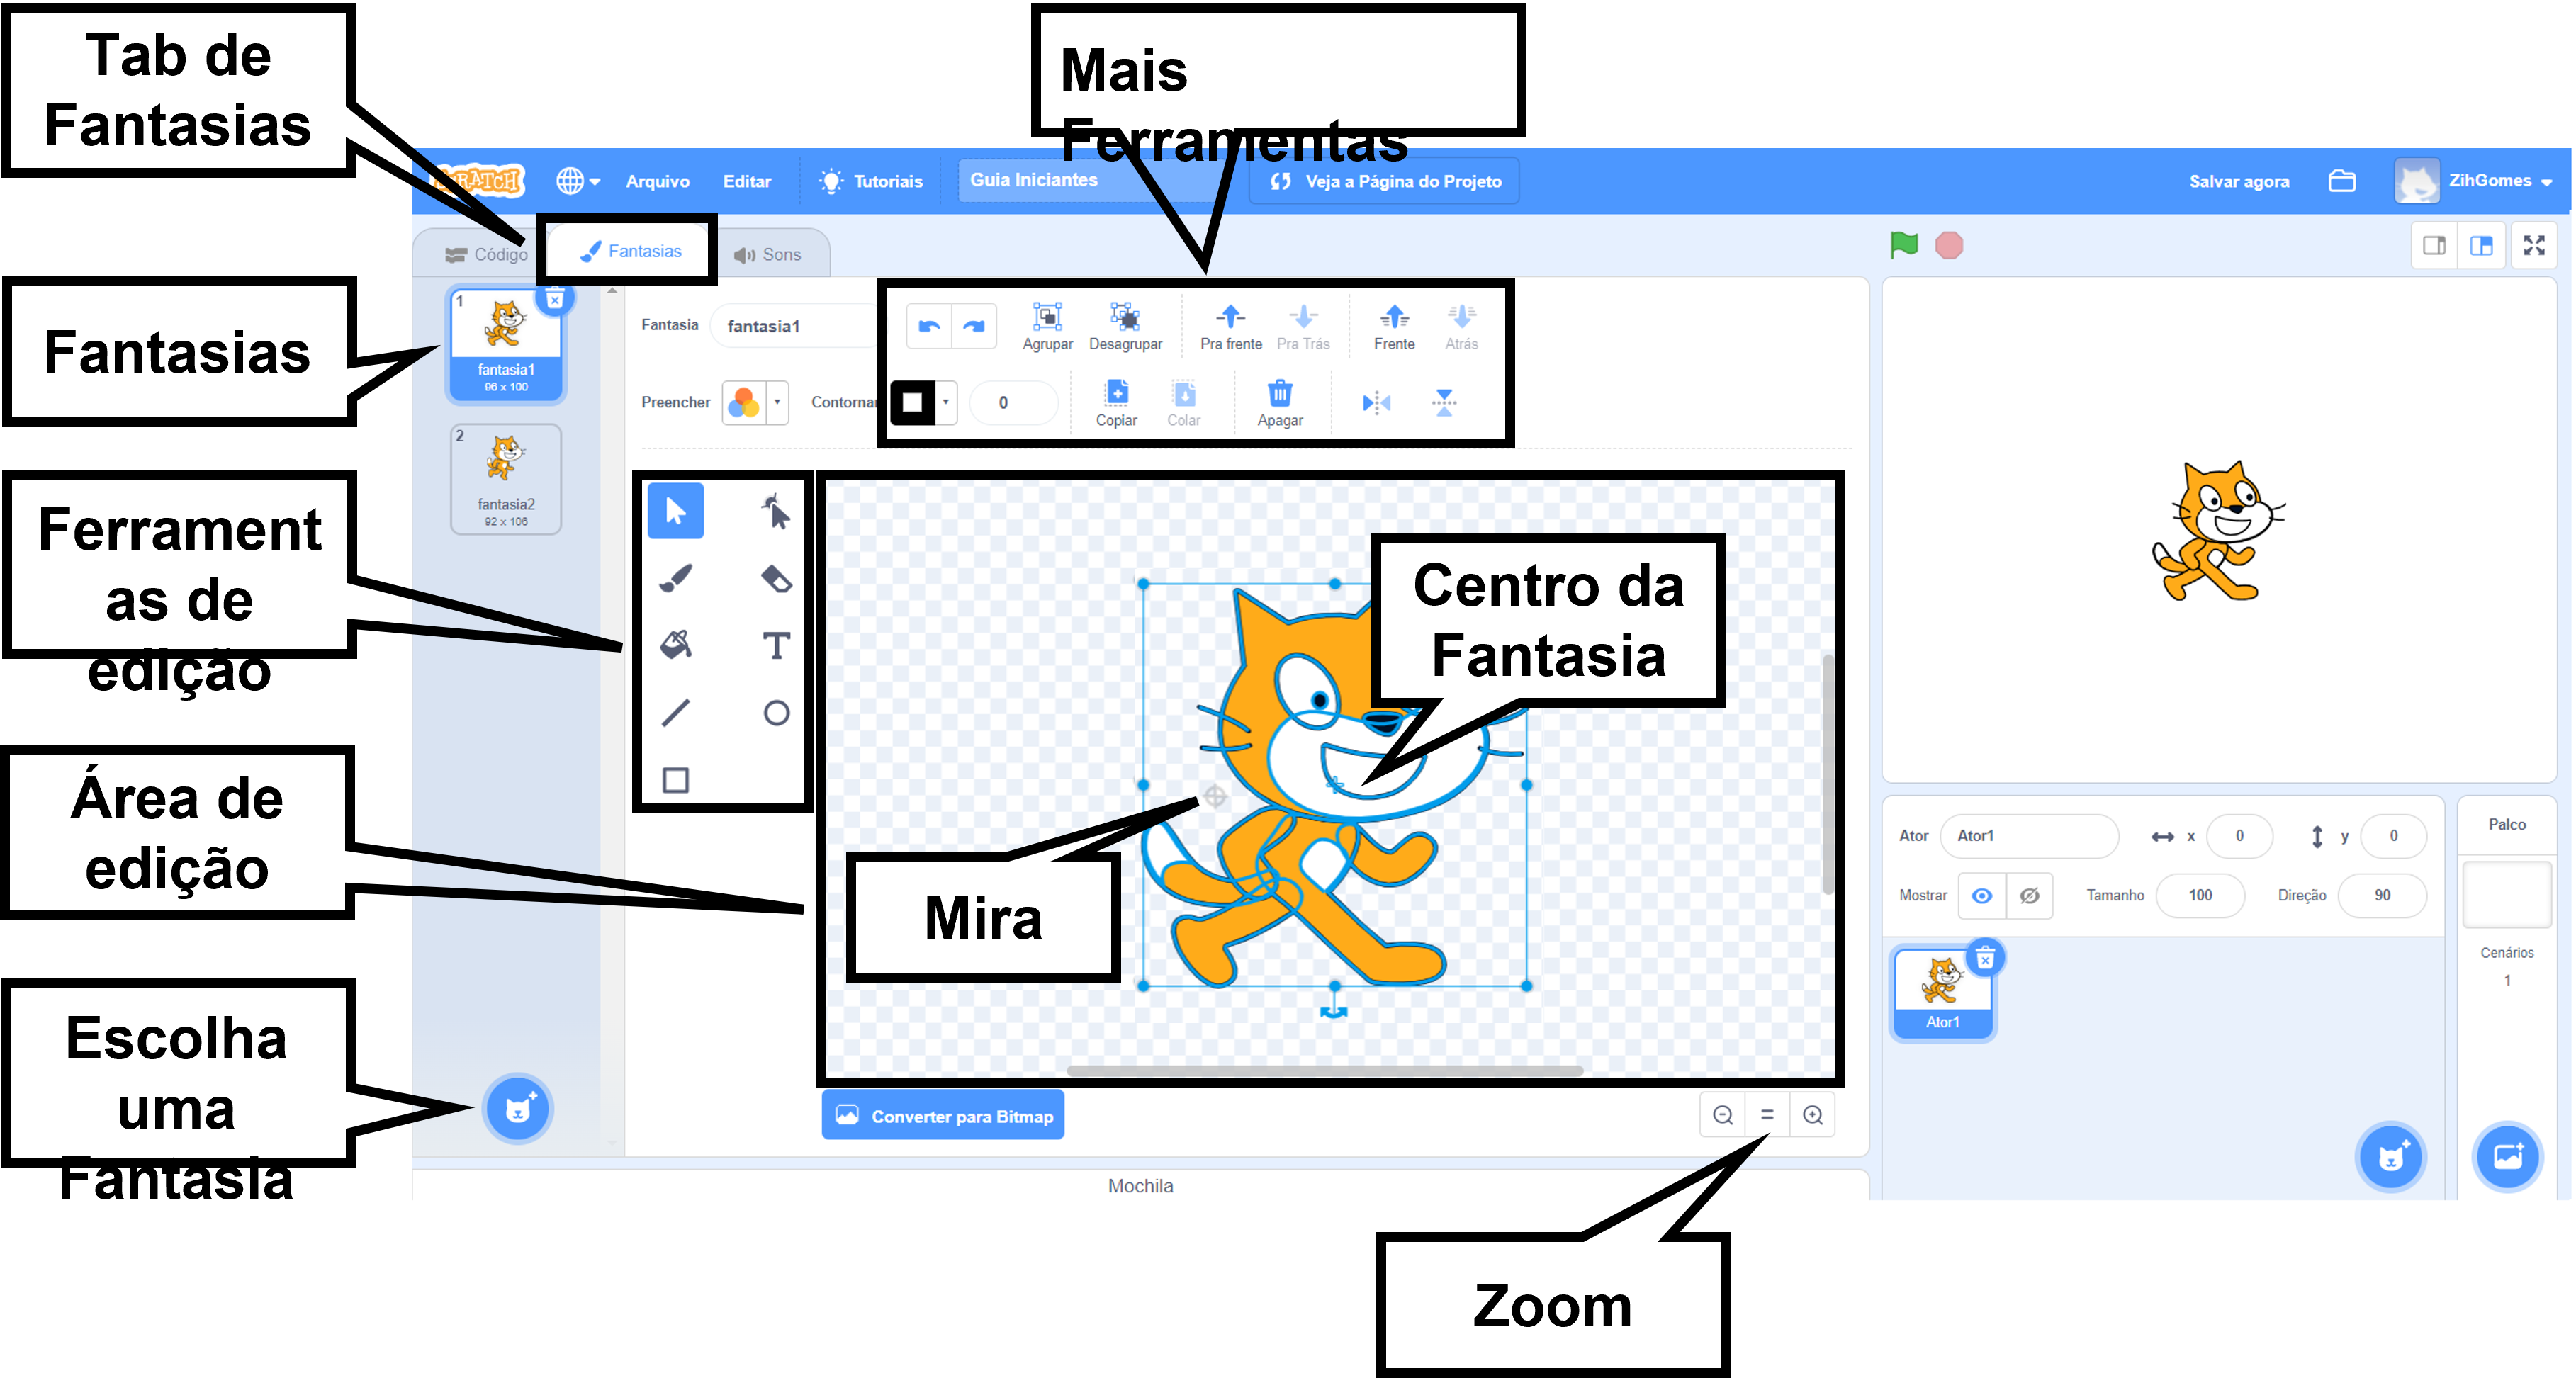 Tab de
Fantasias
Mais
Ferramentas
SCRATCH
Arquivo
Editar
Tutoriais
Guia Iniciantes
Veja a Página do Projeto
Salvar agora
ZihGomes
Código
Fantasias
Sons
Fantasias
1
fantasia1
96 x 100
2
fantasia2
92 x 106
Fantasia
fantasia1
Agrupar
Desagrupar
Pra frente
Pra Trás
Frente
Atrás
Preencher
Contornar
0
Copiar
Colar
Apagar
Ferrament
as de
edição
T
Centro da
Fantasia
Área de
edição
Mira
Escolha
uma
Fantasia
Converter para Bitmap
=
Mochila
Zoom
Ator
Ator1
x
0
y
0
Mostrar
Tamanho
100
Direção
90
Ator1
Palco
Cenários
1